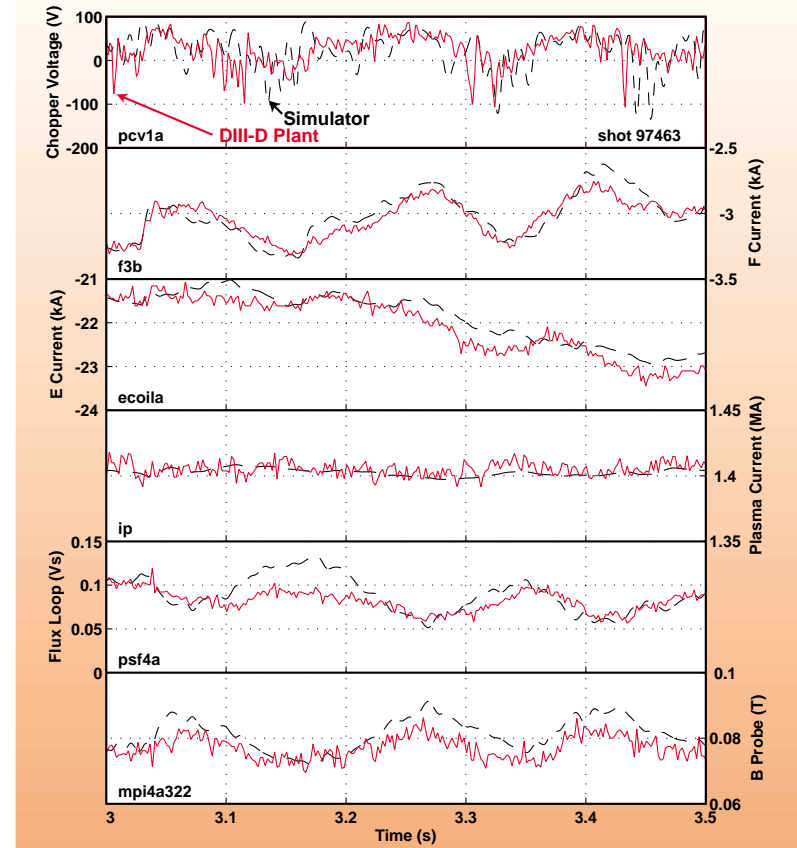 Chopper Voltage (V)
100
0
-100
-200
Simulator
DIII-D Plant
pcv1a
shot 97463
-2.5
-3
-3.5
F Current (kA)
f3b
E Current (kA)
-21
-22
-23
-24
ecoila
1.45
1.4
1.35
Plasma Current (MA)
ip
Flux Loop (Vs)
0.15
0.1
0.05
0
psf4a
0.1
0.08
0.06
B Probe (T)
mpi4a322
3 3.1 3.2 3.3 3.4 3.5
Time (s)